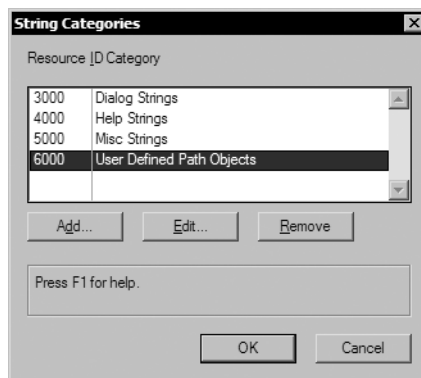 String Categories
Resource ID Category
3000 Dialog Strings
4000 Help Strings
5000 Misc Strings
6000 User Defined Path Objects
Add... Edit... Remove
Press F1 for help.
OK Cancel